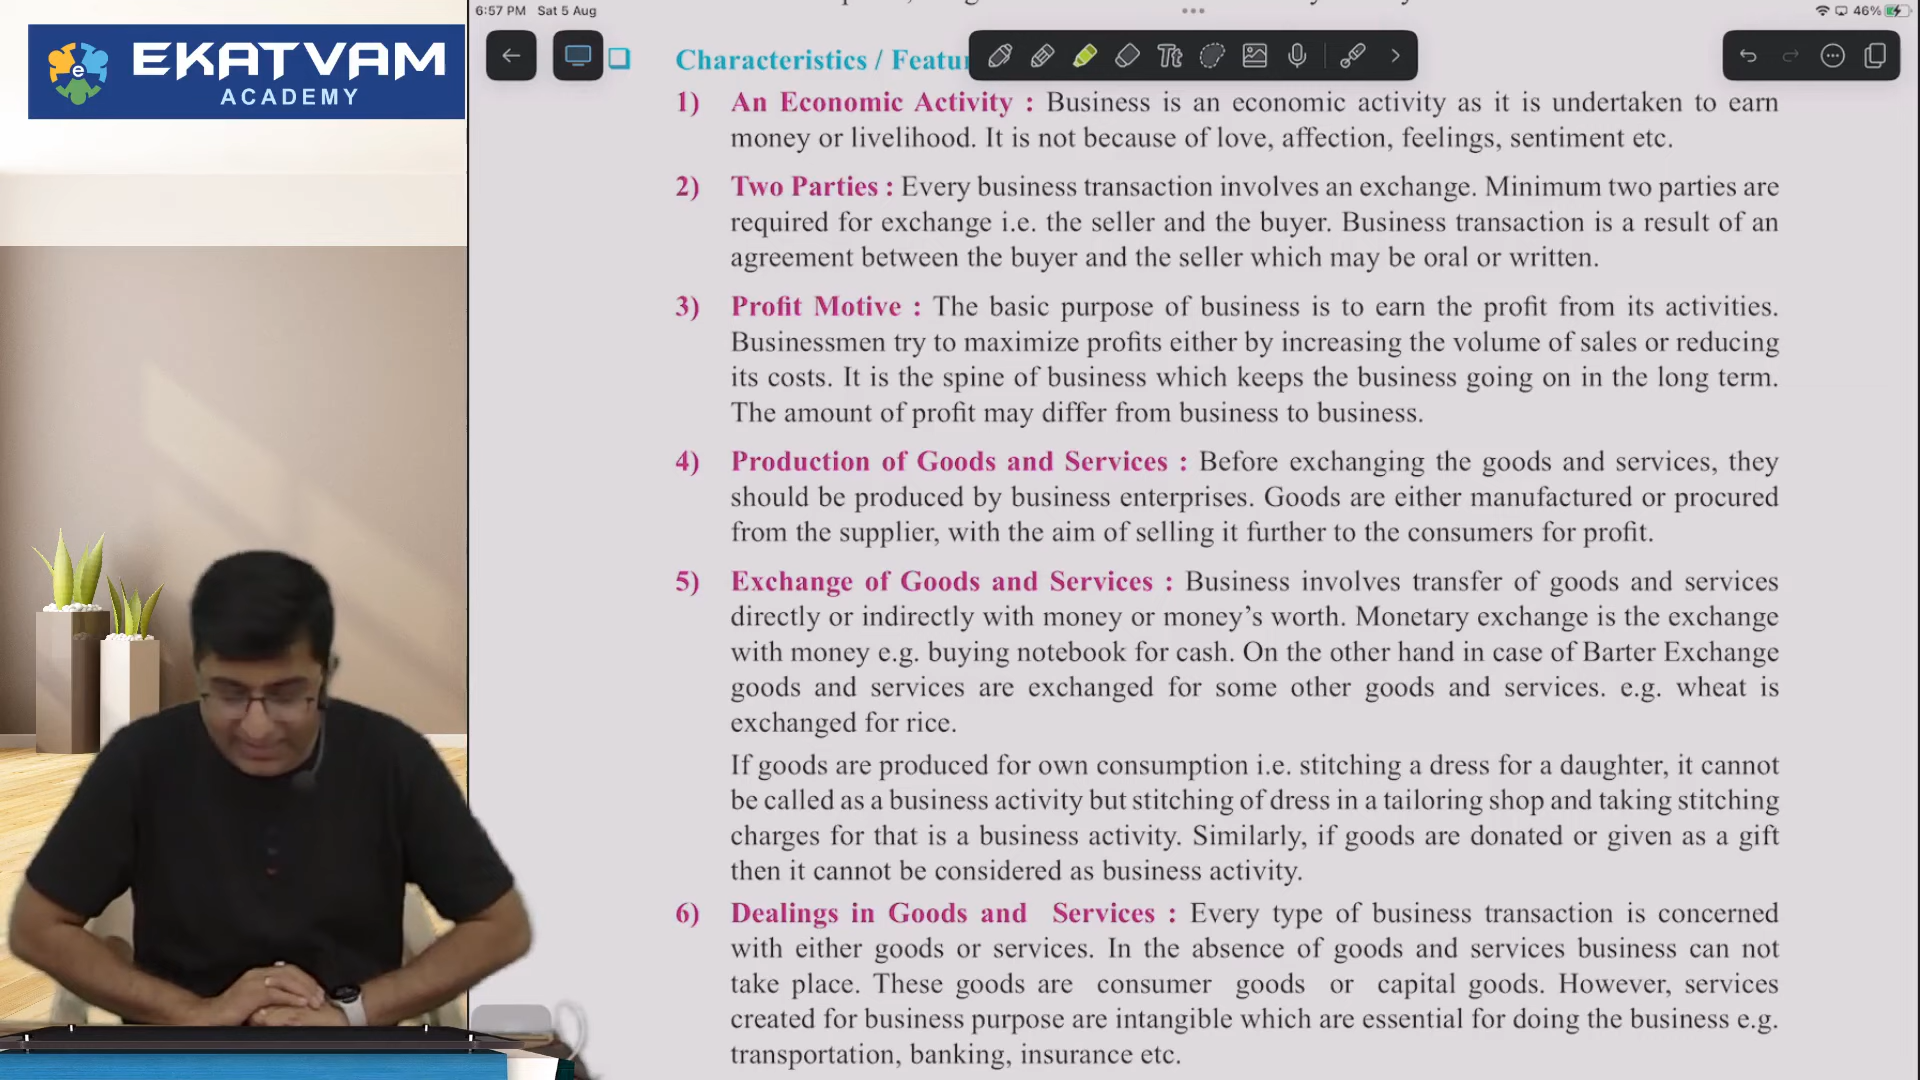 6:57 PM Sat 5 Aug
46%
EKATVAM
ACADEMY
Characteristics / Featu
Tt
1) An Economic Activity : Business is an economic activity as it is undertaken to earn
money or livelihood. It is not because of love, affection, feelings, sentiment etc.
2) Two Parties : Every business transaction involves an exchange. Minimum two parties are
required for exchange i.e. the seller and the buyer. Business transaction is a result of an
agreement between the buyer and the seller which may be oral or written.
3) Profit Motive : The basic purpose of business is to earn the profit from its activities.
Businessmen try to maximize profits either by increasing the volume of sales or reducing
its costs. It is the spine of business which keeps the business going on in the long term.
The amount of profit may differ from business to business.
4) Production of Goods and Services : Before exchanging the goods and services, they
should be produced by business enterprises. Goods are either manufactured or procured
from the supplier, with the aim of selling it further to the consumers for profit.
5) Exchange of Goods and Services : Business involves transfer of goods and services
directly or indirectly with money or money’s worth. Monetary exchange is the exchange
with money e.g. buying notebook for cash. On the other hand in case of Barter Exchange
goods and services are exchanged for some other goods and services. e.g. wheat is
exchanged for rice.
If goods are produced for own consumption i.e. stitching a dress for a daughter, it cannot
be called as a business activity but stitching of dress in a tailoring shop and taking stitching
charges for that is a business activity. Similarly, if goods are donated or given as a gift
then it cannot be considered as business activity.
6) Dealings in Goods and Services : Every type of business transaction is concerned
with either goods or services. In the absence of goods and services business can not
take place. These goods are consumer goods or capital goods. However, services
created for business purpose are intangible which are essential for doing the business e.g.
transportation, banking, insurance etc.